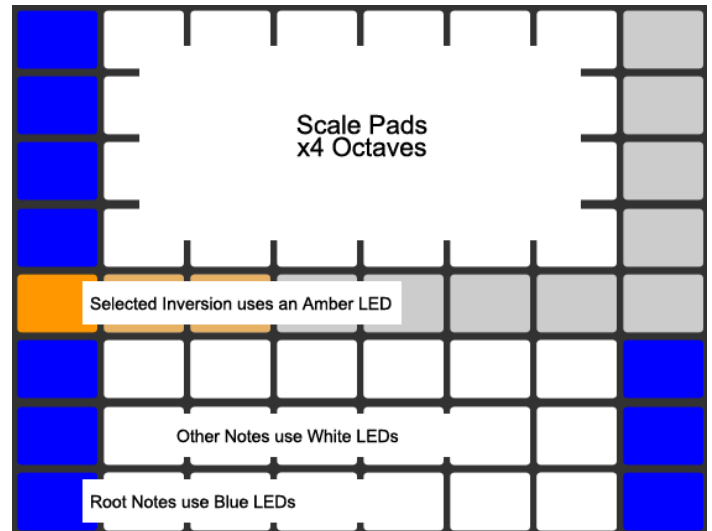 Scale Pads
x4 Octaves
Selected Inversion uses an Amber LED
Other Notes use White LEDs
Root Notes use Blue LEDs